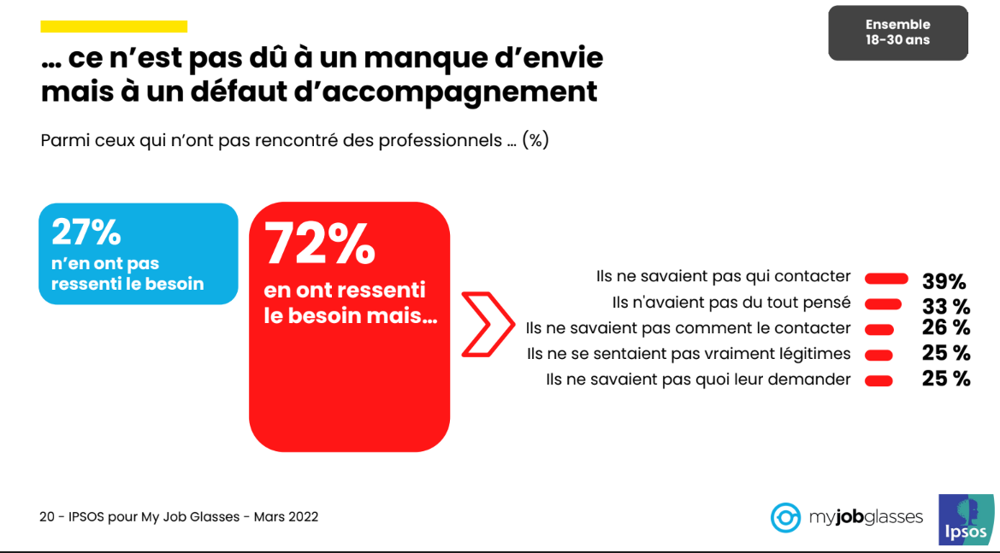 Ensemble
18-30 ans
... ce n'est pas dû à un manque d'envie
mais à un défaut d'accompagnement
Parmi ceux qui n'ont pas rencontré des professionnels ... (%)
27%
n'en ont pas
ressenti le besoin
72%
en ont ressenti
le besoin mais...
Ils ne savaient pas qui contacter 39%
Ils n'avaient pas du tout pensé 33 %
Ils ne savaient pas comment le contacter 26 %
Ils ne se sentaient pas vraiment légitimes 25 %
Ils ne savaient pas quoi leur demander 25 %
20 - IPSOS pour My Job Glasses - Mars 2022
myjobglasses
Ipsos